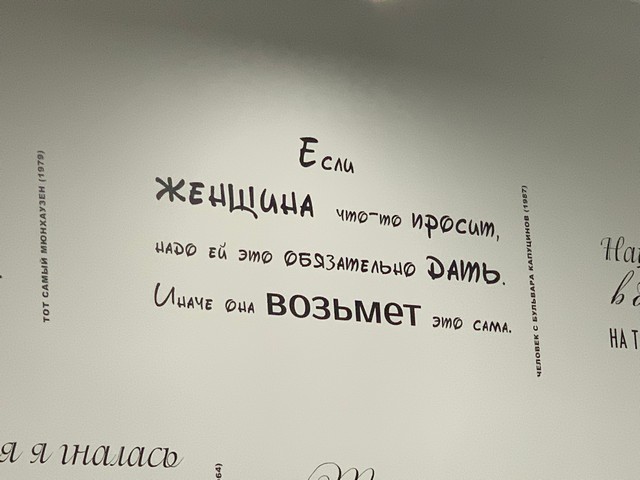 Если
ЖЕНЩИНА что-то просит,
надо ей это ОБЯЗАТЕЛЬНО ДАТЬ.
Иначе она возьмет это сама.
ТОТ САМЫЙ МЮНХАУЗЕН (1979)
ЧЕЛОВЕК С БУЛЬВАРА КАПУЦИНОВ (1987)
я я гналась
64)